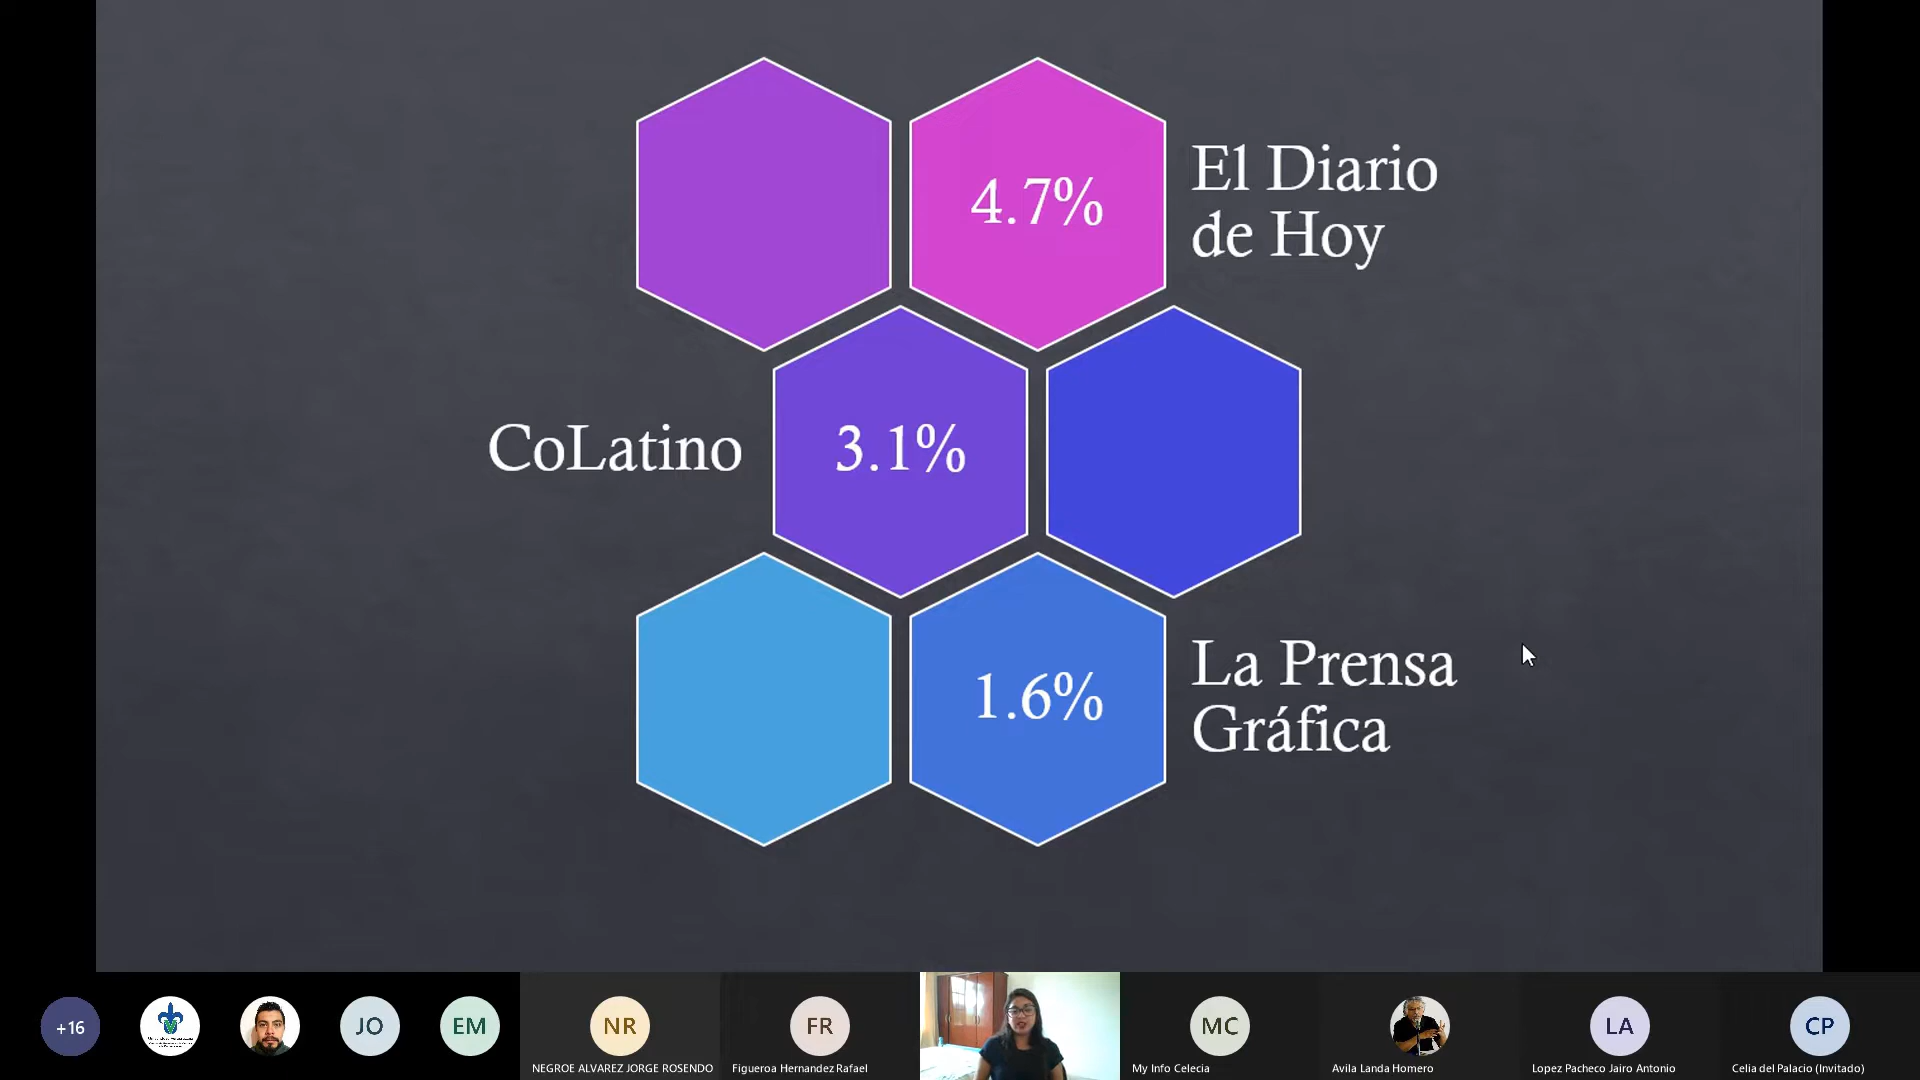 4.7%
El Diario
de Hoy
CoLatino
3.1%
1.6%
La Prensa
Gráfica
+16
JO
EM
NR
NEGROE ALVAREZ JORGE ROSENDO
FR
Figueroa Hernandez Rafael
MC
My Info Celecia
Avila Landa Homero
LA
Lopez Pacheco Jairo Antonio
CP
Celia del Palacio (Invitado)